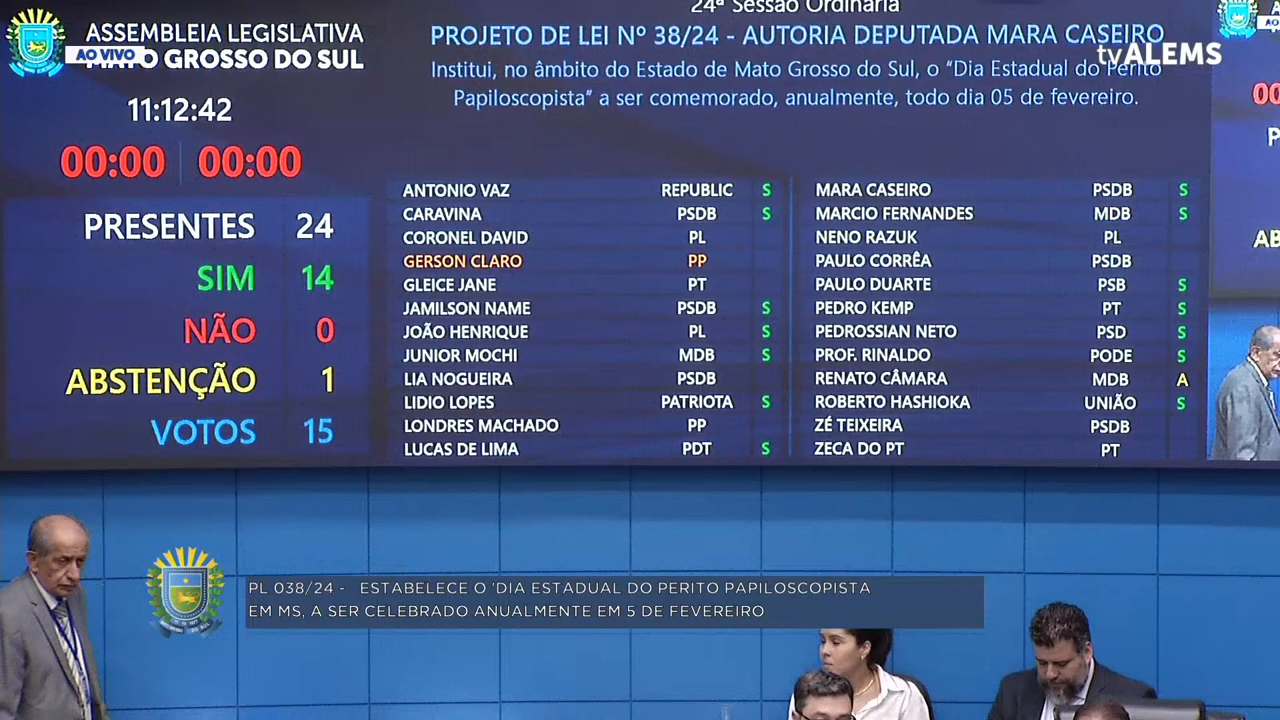 24ª Sessão Ordinária
ASSEMBLEIA LEGISLATIVA
AO VIVO
GROSSO DO SUL
11:12:42
00:00 00:00
PROJETO DE LEI Nº 38/24 - AUTORIA DEPUTADA MARA CASEIRO
tvALEMS
Institui, no âmbito do Estado de Mato Grosso do Sul, o "Dia Estadual do Perito
Papiloscopista" a ser comemorado, anualmente, todo dia 05 de fevereiro.
PRESENTES 24
SIM 14
NÃO 0
ABSTENÇÃO 1
VOTOS 15
ANTONIO VAZ REPUBLIC S
CARAVINA PSDB S
CORONEL DAVID PL
GERSON CLARO PP
GLEICE JANE PT
JAMILSON NAME PSDB S
JOÃO HENRIQUE PL S
JUNIOR MOCHI MDB S
LIA NOGUEIRA PSDB
LIDIO LOPES PATRIOTA S
LONDRES MACHADO PP
LUCAS DE LIMA PDT S
MARA CASEIRO PSDB S
MARCIO FERNANDES MDB S
NENO RAZUK PL
PAULO CORRÊA PSDB
PAULO DUARTE PSB S
PEDRO KEMP PT S
PEDROSSIAN NETO PSD S
PROF. RINALDO PODE S
RENATO CÂMARA MDB A
ROBERTO HASHIOKA UNIÃO S
ZÉ TEIXEIRA PSDB
ZECA DO PT PT
PL 038/24 - ESTABELECE O 'DIA ESTADUAL DO PERITO PAPILOSCOPISTA
EM MS, A SER CELEBRADO ANUALMENTE EM 5 DE FEVEREIRO